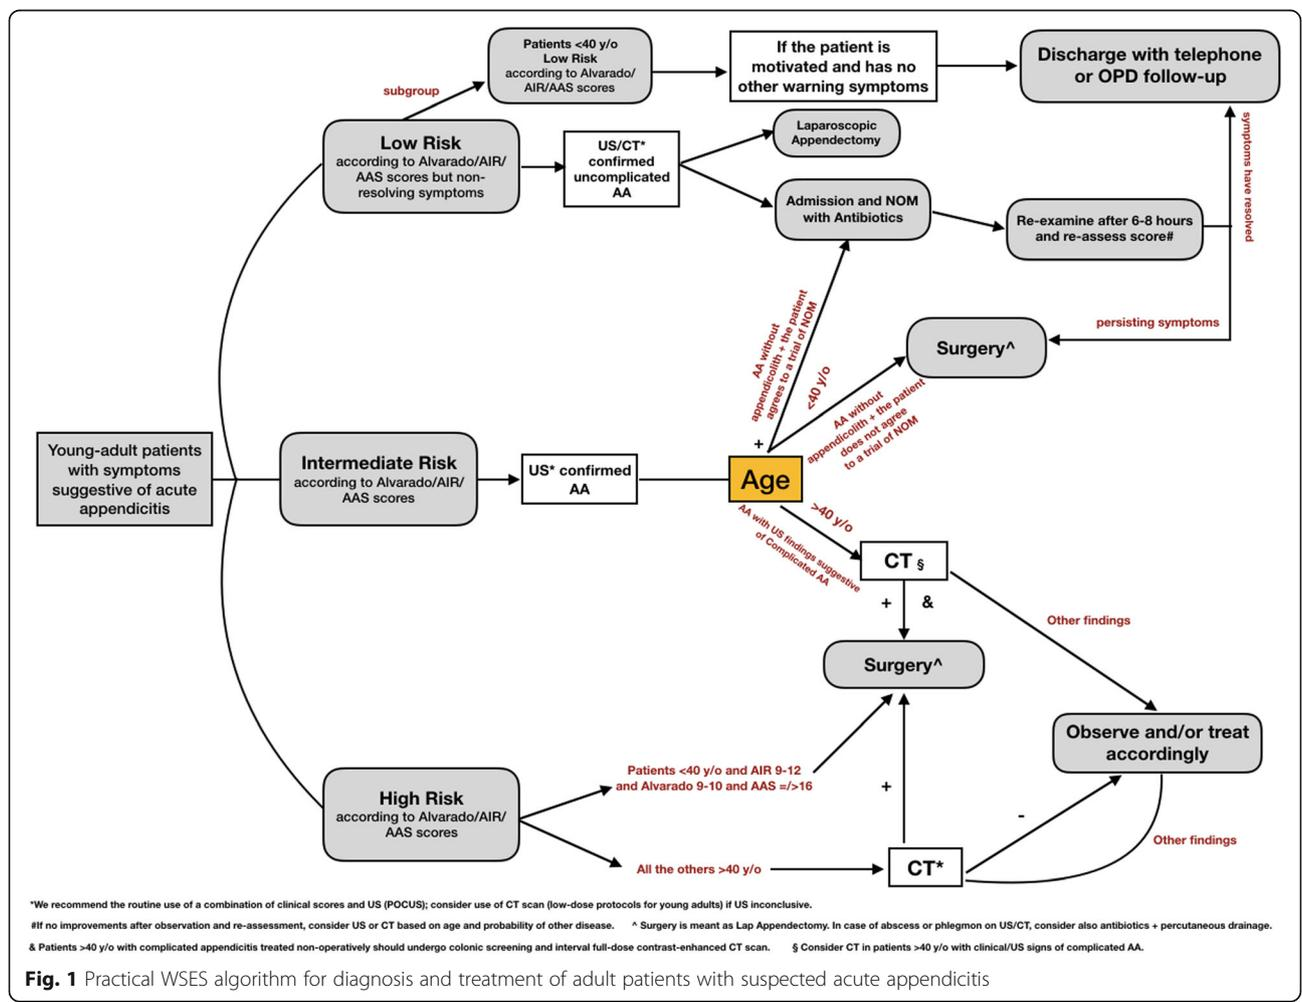 Patients <40 y/o
Low Risk
according to Alvarado/
AIR/AAS scores
If the patient is
motivated and has no
other warning symptoms
Discharge with telephone
or OPD follow-up
subgroup
Low Risk
according to Alvarado/AIR/
AAS scores but non-
resolving symptoms
US/CT*
confirmed
uncomplicated
AA
Laparoscopic
Appendectomy
Admission and NOM
with Antibiotics
Re-examine after 6-8 hours
and re-assess score#
symptoms have resolved
persisting symptoms
Surgery^
AA without
appendicolith + the patient
agrees to a trial of NOM
<40 y/o
AA without
appendicolith + the patient
does not agree
to a trial of NOM
+
Young-adult patients
with symptoms
suggestive of acute
appendicitis
Intermediate Risk
according to Alvarado/AIR/
AAS scores
US* confirmed
AA
Age
>40 y/o
AA with US findings suggestive
of Complicated AA
CT §
+ &
Other findings
Surgery^
Observe and/or treat
accordingly
High Risk
according to Alvarado/AIR/
AAS scores
Patients <40 y/o and AIR 9-12
and Alvarado 9-10 and AAS =/>16
+
-
Other findings
All the others >40 y/o
CT*
*We recommend the routine use of a combination of clinical scores and US (POCUS); consider use of CT scan (low-dose protocols for young adults) if US inconclusive.
#If no improvements after observation and re-assessment, consider US or CT based on age and probability of other disease. ^ Surgery is meant as Lap Appendectomy. In case of abscess or phlegmon on US/CT, consider also antibiotics + percutaneous drainage.
& Patients >40 y/o with complicated appendicitis treated non-operatively should undergo colonic screening and interval full-dose contrast-enhanced CT scan. § Consider CT in patients >40 y/o with clinical/US signs of complicated AA.
Fig. 1 Practical WSES algorithm for diagnosis and treatment of adult patients with suspected acute appendicitis